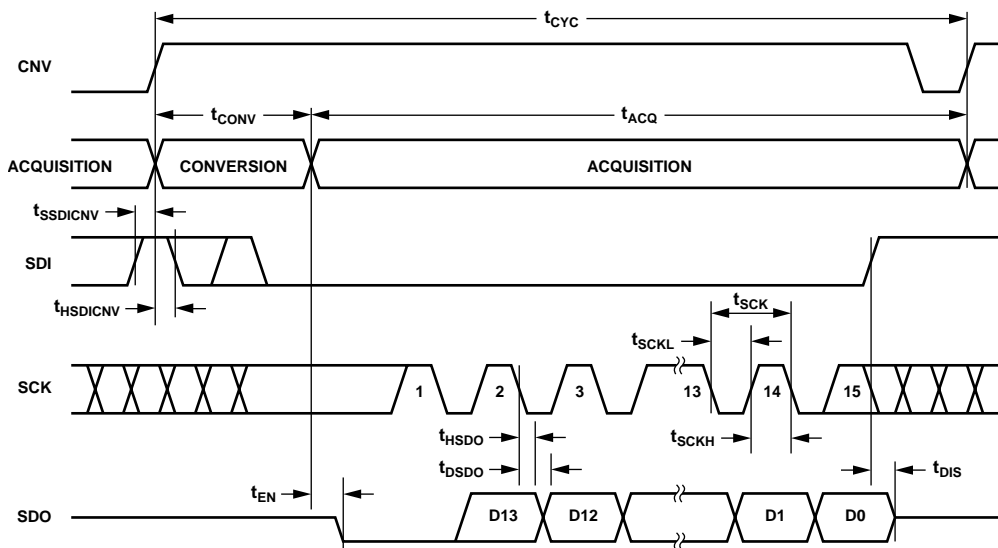 tCYC
CNV
tCONV
tACQ
ACQUISITION
CONVERSION
ACQUISITION
tSSDICNV
SDI
tHSDICNV
tSCK
tSCKL
SCK
1
2
3
13
14
15
tHSDO
tSCKH
tDSDO
tDIS
tEN
SDO
D13
D12
D1
D0